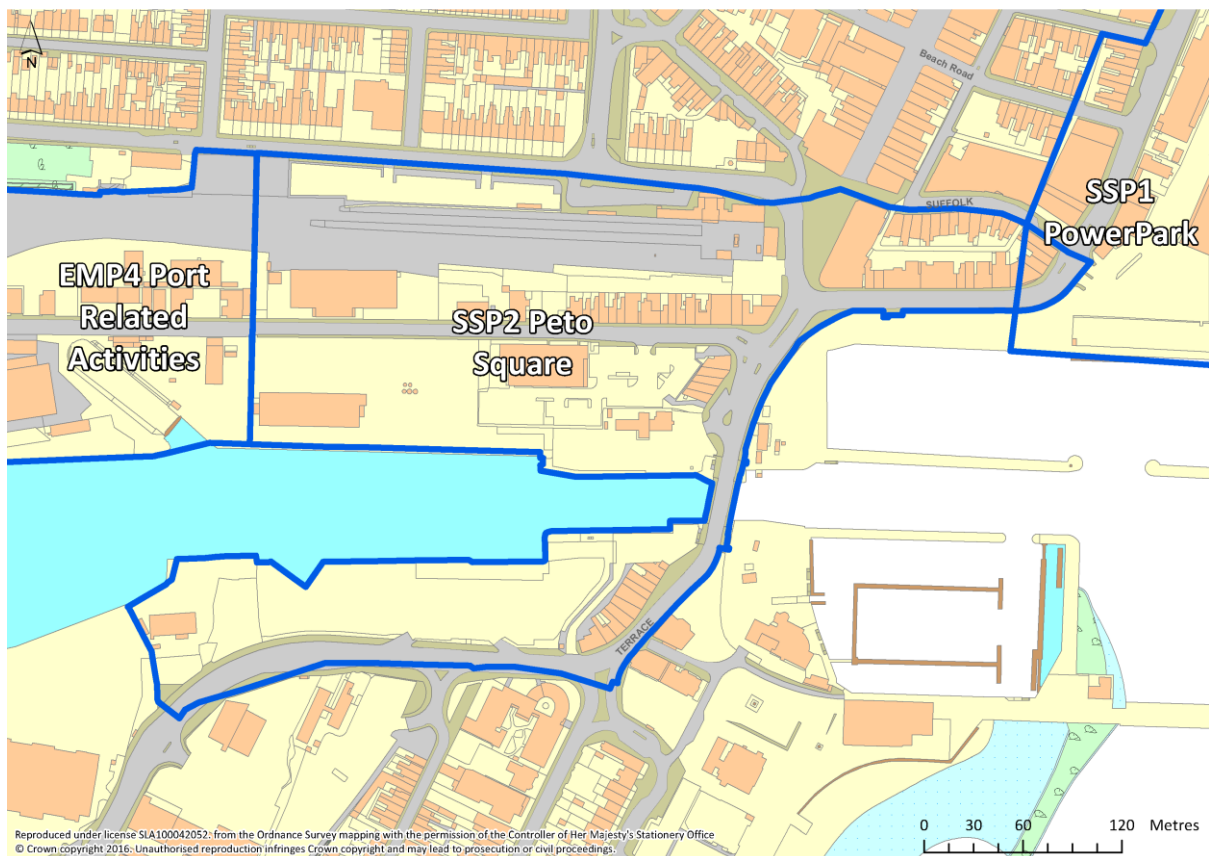 N
Beach Road
SUFFOLK
SSP1
PowerPark
EMP4 Port
Related
Activities
SSP2 Peto
Square
TERRACE
Reproduced under license SLA100042052. from the Ordnance Survey mapping with the permission of the Controller of Her Majesty's Stationery Office
© Crown copyright 2016. Unauthorised reproduction infringes Crown copyright and may lead to prosecution or civil proceedings.
0 30 60 120 Metres